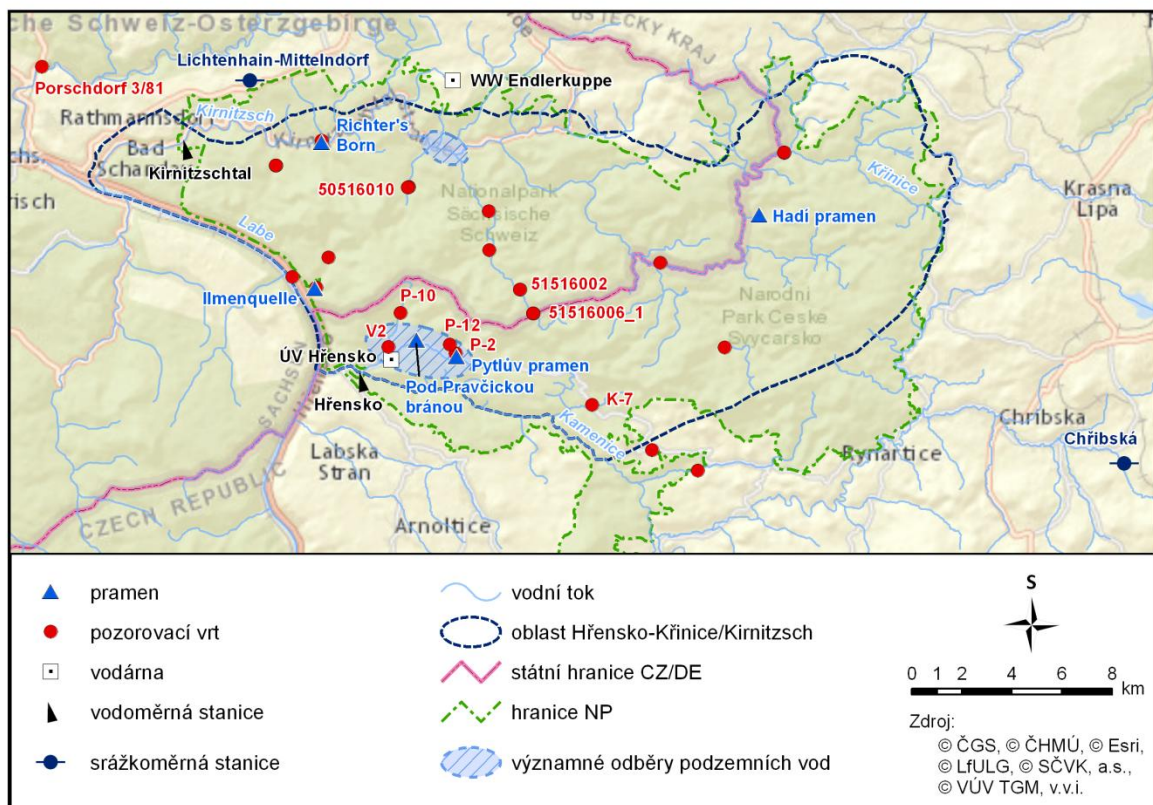 che Schweiz-Osterzgebirge
ÚSTECKÝ KRAJ
Lichtenhain-Mittelndorf
Porschdorf 3/81
WW Endlerkuppe
Rathmannsdorf
Kirnitzsch
Richter's
Born
Bad
Schandau
Kirnitzschtal
Křinice
Krasna
Lipa
50516010
Nationalpark
Sächsische
Schweiz
Hadí pramen
Labe
Ilmenquelle
51516002
P-10
51516006_1
Narodni
Park Ceske
Svycarsko
V2
P-12
P-2
ÚV Hřensko
Pytlův pramen
Pod Pravčickou
bránou
Hřensko
K-7
SACHSEN
Kamenice
Chribska
Chřibská
Labska
Stran
Rynartice
CZECH REPUBLIC
Arnoltice
pramen
pozorovací vrt
vodárna
vodoměrná stanice
srážkoměrná stanice
vodní tok
oblast Hřensko-Křinice/Kirnitzsch
státní hranice CZ/DE
hranice NP
významné odběry podzemních vod
S
0 1 2 4 6 8
km
Zdroj:
© ČGS, © ČHMÚ, © Esri,
© LfULG, © SČVK, a.s.,
© VÚV TGM, v.v.i.